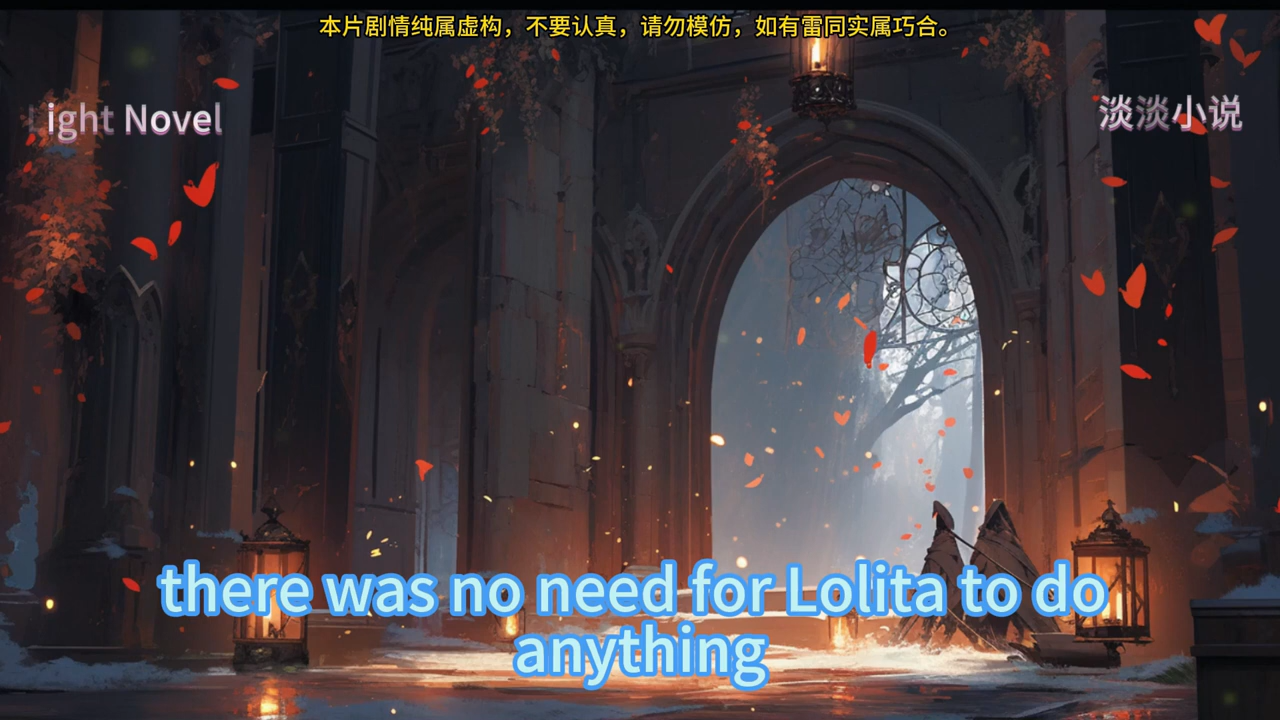 本片剧情纯属虚构，不要认真，请勿模仿，如有雷同实属巧合。
Light Novel
淡淡小说
there was no need for Lolita to do
anything